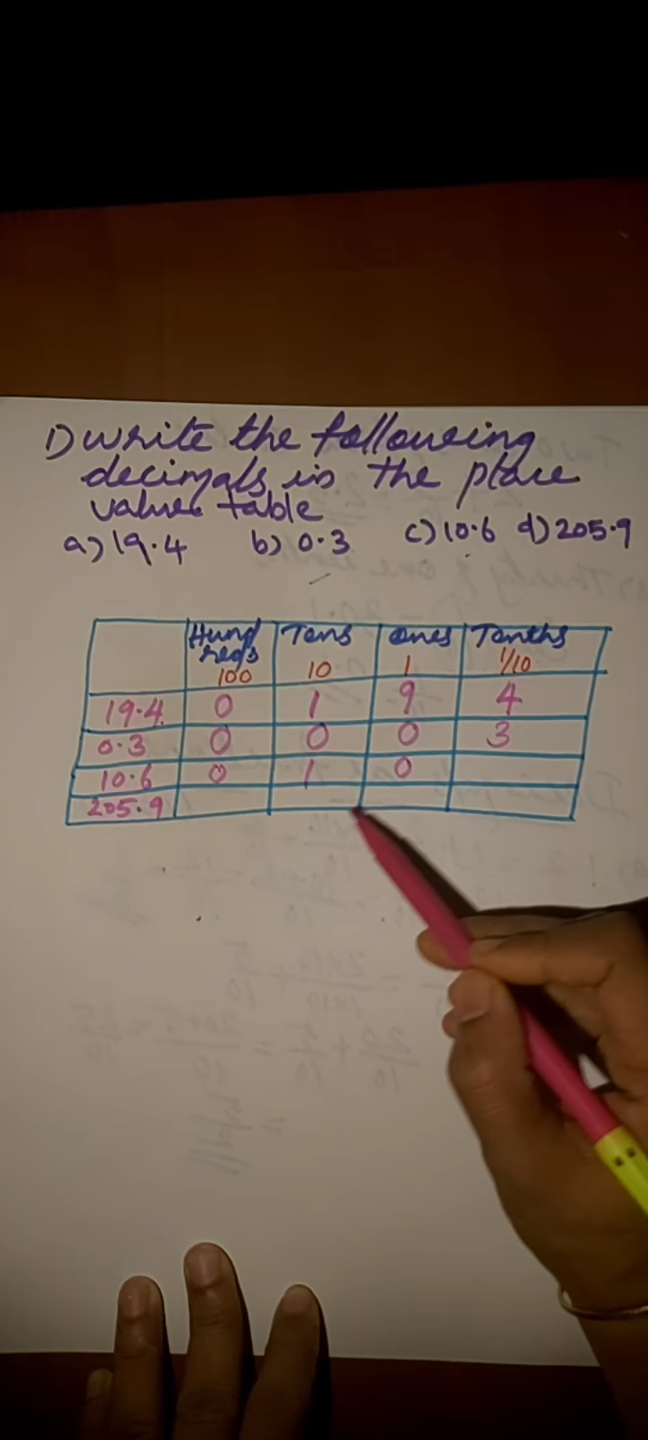 1) write the following
decimals in the place
value table
a) 19.4 b) 0.3 c) 10.6 d) 205.9
Hund Tens Ones Tenths
reds
100 10 1 1/10
19.4 0 1 9 4
0.3 0 0 0 3
10.6 0 1 0
205.9